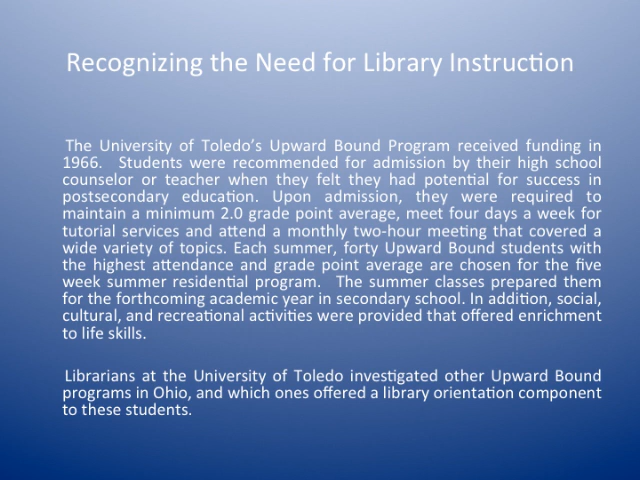 Recognizing the Need for Library Instruction
The University of Toledo’s Upward Bound Program received funding in
1966.  Students were recommended for admission by their high school
counselor or teacher when they felt they had potential for success in
postsecondary education. Upon admission, they were required to
maintain a minimum 2.0 grade point average, meet four days a week for
tutorial services and attend a monthly two-hour meeting that covered a
wide variety of topics. Each summer, forty Upward Bound students with
the highest attendance and grade point average are chosen for the five
week summer residential program.  The summer classes prepared them
for the forthcoming academic year in secondary school. In addition, social,
cultural, and recreational activities were provided that offered enrichment
to life skills.
Librarians at the University of Toledo investigated other Upward Bound
programs in Ohio, and which ones offered a library orientation component
to these students.